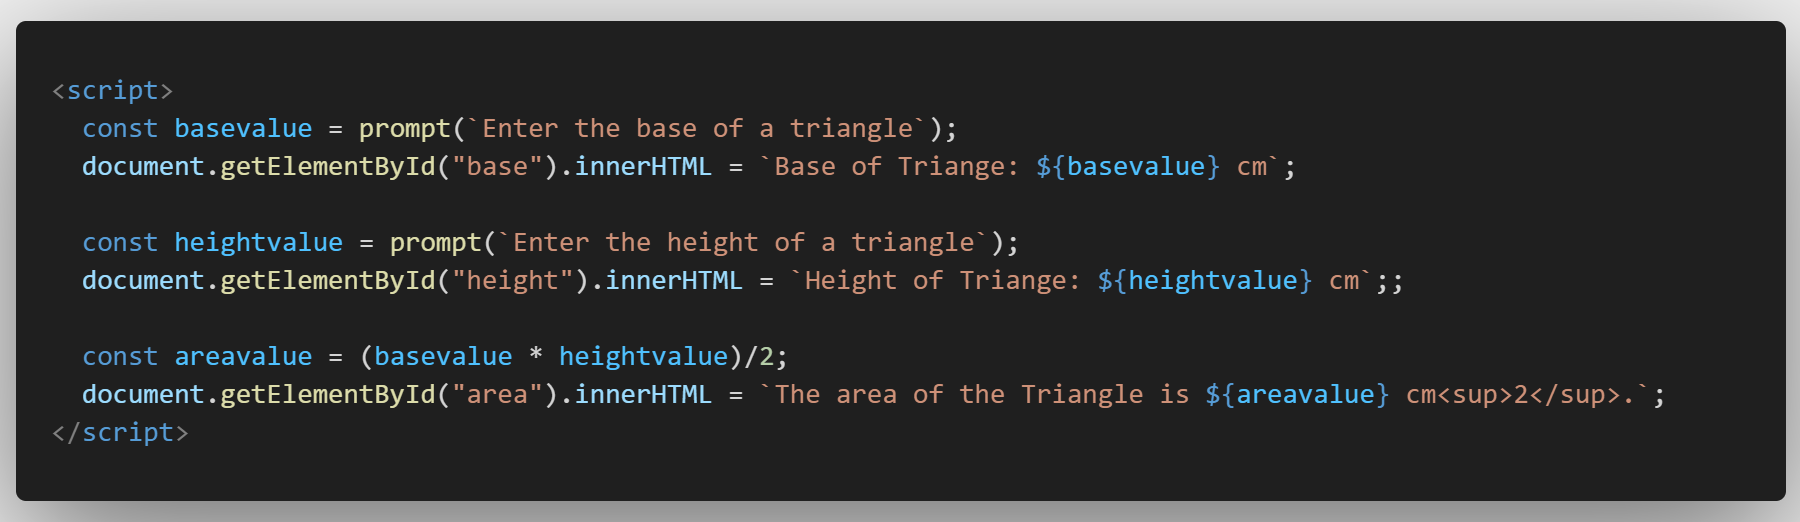 <script>
  const basevalue = prompt(`Enter the base of a triangle`);
  document.getElementById("base").innerHTML = `Base of Triange: ${basevalue} cm`;

  const heightvalue = prompt(`Enter the height of a triangle`);
  document.getElementById("height").innerHTML = `Height of Triange: ${heightvalue} cm`;;

  const areavalue = (basevalue * heightvalue)/2;
  document.getElementById("area").innerHTML = `The area of the Triangle is ${areavalue} cm<sup>2</sup>.`;
</script>